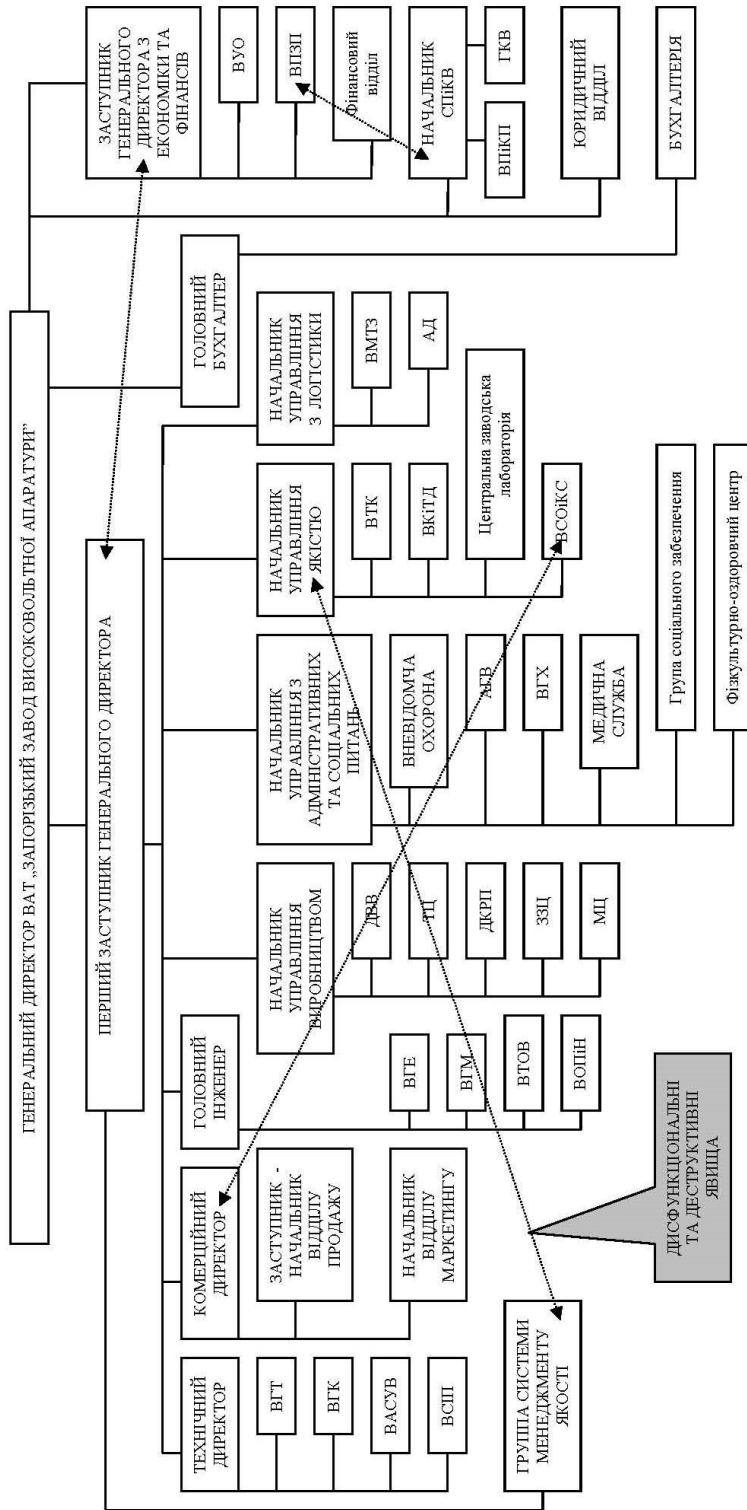 ГЕНЕРАЛЬНИЙ ДИРЕКТОР ВАТ „ЗАПОРІЗЬКИЙ ЗАВОД ВИСОКОВОЛЬТНОЇ АПАРАТУРИ”
ПЕРШИЙ ЗАСТУПНИК ГЕНЕРАЛЬНОГО ДИРЕКТОРА
ТЕХНІЧНИЙ
ДИРЕКТОР
ВГТ
ВГК
ВАСУВ
КОМЕРЦІЙНИЙ
ДИРЕКТОР
ЗАСТУПНИК -
НАЧАЛЬНИК
ВІДДІЛУ
ПРОДАЖУ
НАЧАЛЬНИК
ВІДДІЛУ
МАРКЕТИНГУ
ГРУППА СИСТЕМИ
МЕНЕДЖМЕНТУ
ЯКОСТІ
ГОЛОВНИЙ
ІНЖЕНЕР
ВГЕ
ВГМ
ВТОВ
ВОПіН
НАЧАЛЬНИК
УПРАВЛІННЯ
ВИРОБНИЦТВОМ
ДВВ
ТЦ
ДКРП
ЗЗЦ
МЦ
НАЧАЛЬНИК
УПРАВЛІННЯ З
АДМІНІСТРАТИВНИХ
ТА СОЦІАЛЬНИХ
ПИТАНЬ
ВНЕВІДОМЧА
ОХОРОНА
ВГХ
МЕДИЧНА
СЛУЖБА
Група соціального забезпечення
Фізкультурно-оздоровчий центр
НАЧАЛЬНИК
УПРАВЛІННЯ
ЯКІСТЮ
ВТК
ВКіТД
Центральна заводська
лабораторія
ВСОіКС
НАЧАЛЬНИК
УПРАВЛІННЯ
З ЛОГІСТИКИ
ВМТЗ
АД
ГОЛОВНИЙ
БУХГАЛТЕР
ЗАСТУПНИК
ГЕНЕРАЛЬНОГО
ДИРЕКТОРА З
ЕКОНОМІКИ ТА
ФІНАНСІВ
ВУО
ВПЗП
Фінансовий
відділ
НАЧАЛЬНИК
СПіКВ
ВПіКП
ГКВ
ЮРИДИЧНИЙ
ВІДДІЛ
БУХГАЛТЕРІЯ
ДИСФУНКЦІОНАЛЬНІ
ТА ДЕСТРУКТИВНІ
ЯВИЩА